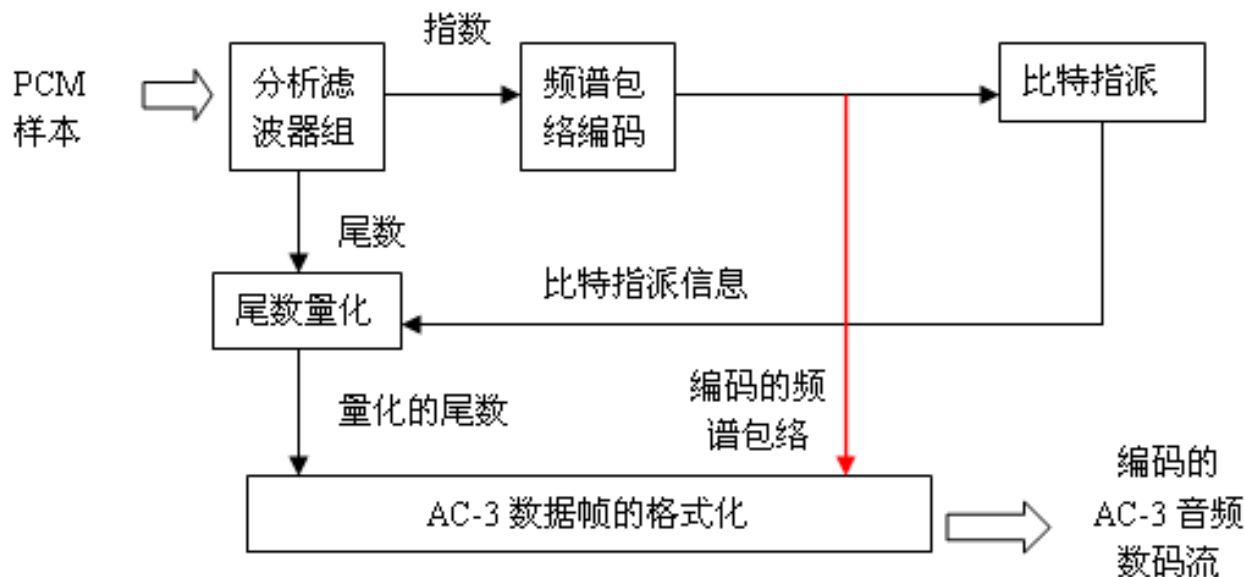 指数
PCM
样本
分析滤
波器组
频谱包
络编码
比特指派
尾数
比特指派信息
尾数量化
量化的尾数
编码的频
谱包络
AC-3 数据帧的格式化
编码的
AC-3 音频
数码流